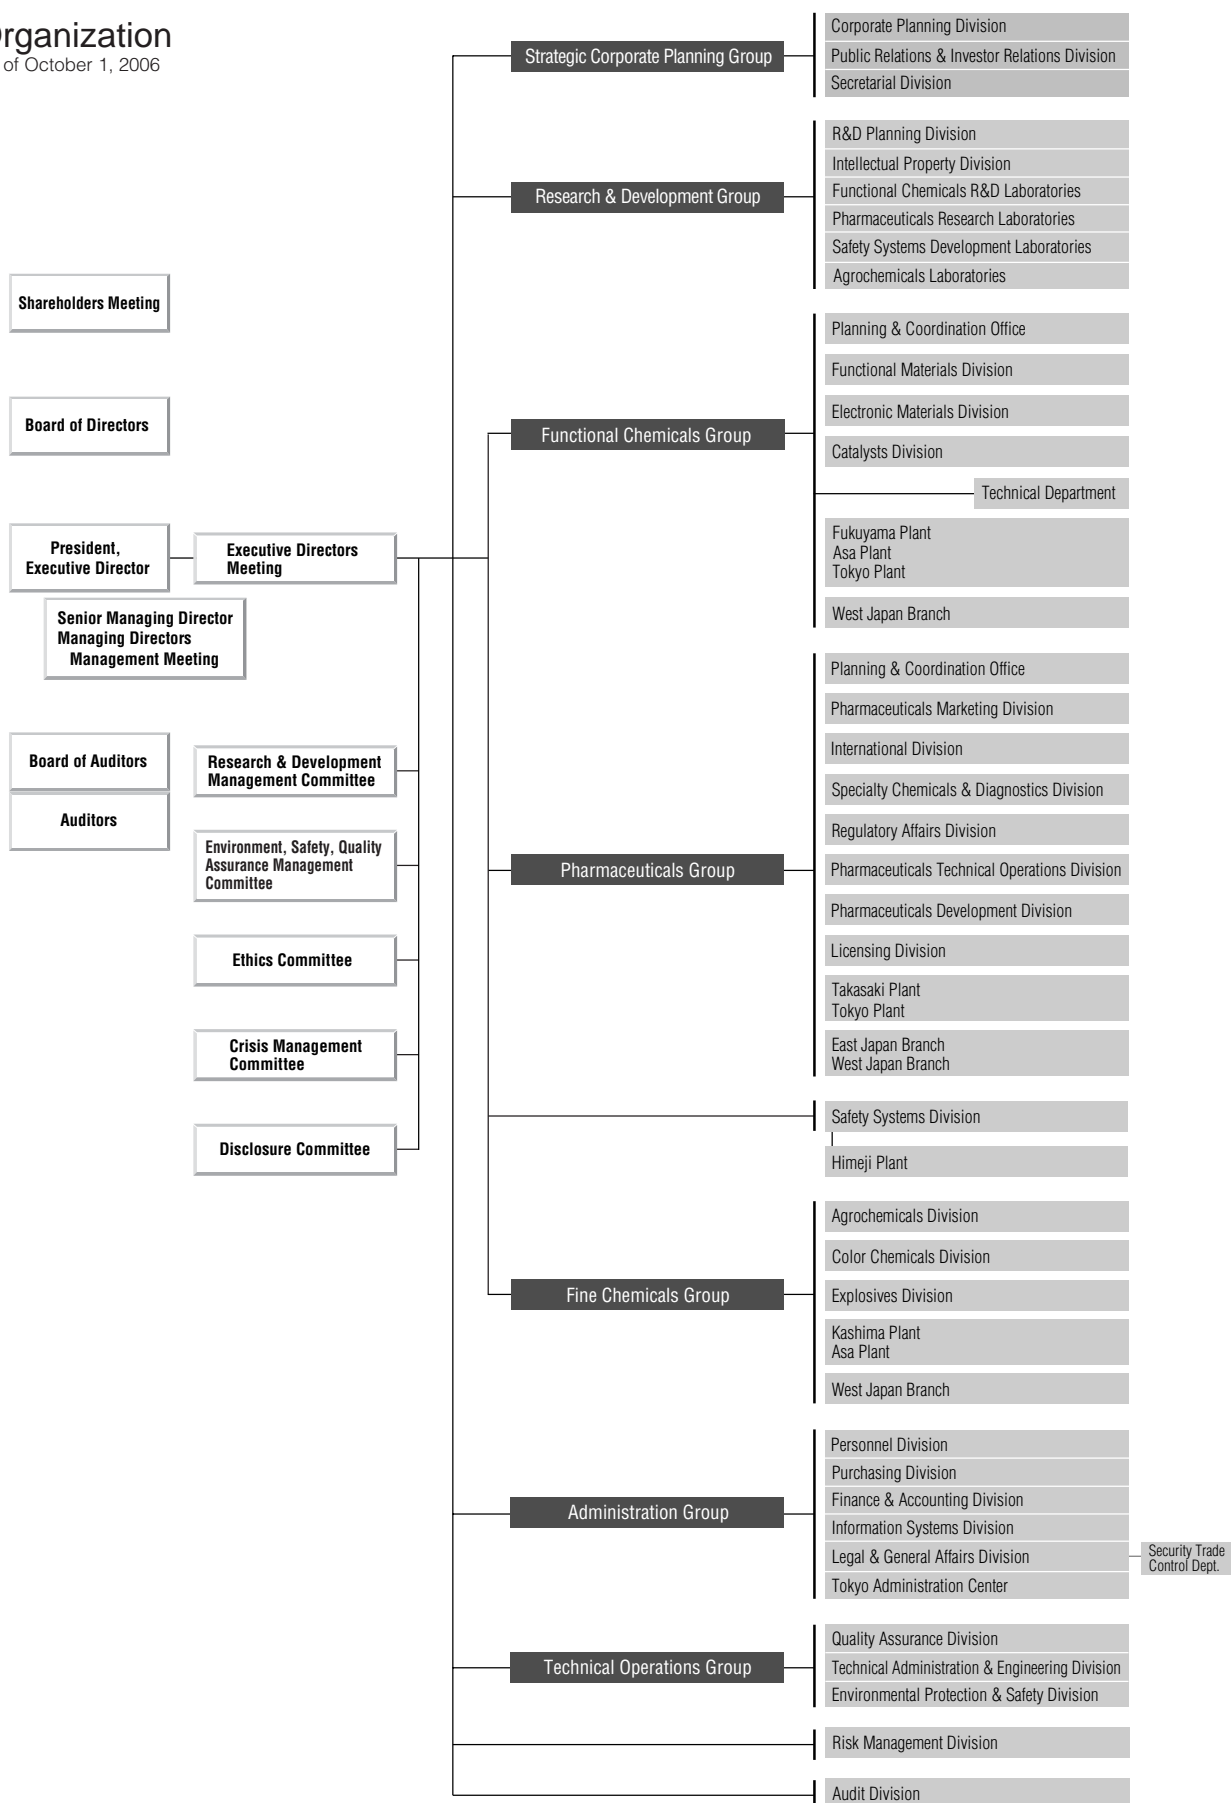 rganization
of October 1, 2006
Shareholders Meeting
Board of Directors
President,
Executive Director
Executive Directors
Meeting
Senior Managing Director
Managing Directors
Management Meeting
Board of Auditors
Auditors
Research & Development
Management Committee
Environment, Safety, Quality
Assurance Management
Committee
Ethics Committee
Crisis Management
Committee
Disclosure Committee
Strategic Corporate Planning Group
Corporate Planning Division
Public Relations & Investor Relations Division
Secretarial Division
Research & Development Group
R&D Planning Division
Intellectual Property Division
Functional Chemicals R&D Laboratories
Pharmaceuticals Research Laboratories
Safety Systems Development Laboratories
Agrochemicals Laboratories
Functional Chemicals Group
Planning & Coordination Office
Functional Materials Division
Electronic Materials Division
Catalysts Division
Technical Department
Fukuyama Plant
Asa Plant
Tokyo Plant
West Japan Branch
Pharmaceuticals Group
Planning & Coordination Office
Pharmaceuticals Marketing Division
International Division
Specialty Chemicals & Diagnostics Division
Regulatory Affairs Division
Pharmaceuticals Technical Operations Division
Pharmaceuticals Development Division
Licensing Division
Takasaki Plant
Tokyo Plant
East Japan Branch
West Japan Branch
Safety Systems Division
Himeji Plant
Fine Chemicals Group
Agrochemicals Division
Color Chemicals Division
Explosives Division
Kashima Plant
Asa Plant
West Japan Branch
Administration Group
Personnel Division
Purchasing Division
Finance & Accounting Division
Information Systems Division
Legal & General Affairs Division
Security Trade
Control Dept.
Tokyo Administration Center
Technical Operations Group
Quality Assurance Division
Technical Administration & Engineering Division
Environmental Protection & Safety Division
Risk Management Division
Audit Division